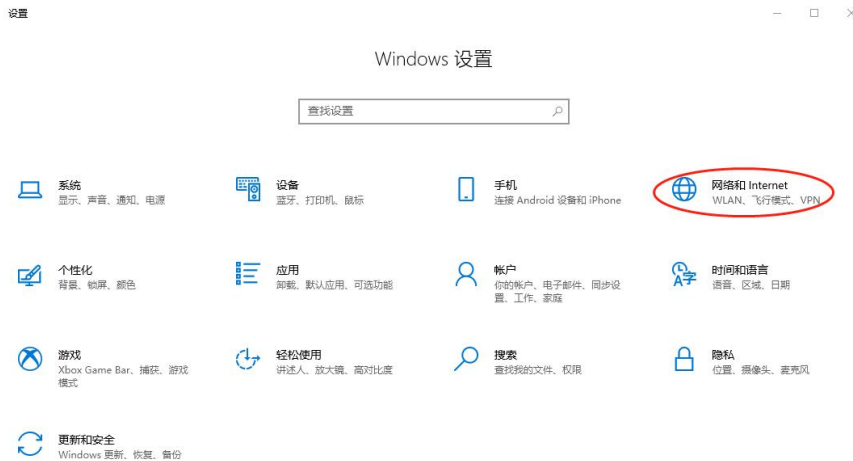 设置
Windows 设置
查找设置
系统
显示、声音、通知、电源
设备
蓝牙、打印机、鼠标
手机
连接 Android 设备和 iPhone
网络和 Internet
WLAN、飞行模式、VPN
个性化
背景、锁屏、颜色
应用
卸载、默认应用、可选功能
帐户
你的帐户、电子邮件、同步设
置、工作、家庭
时间和语言
语音、区域、日期
游戏
Xbox Game Bar、捕获、游戏
模式
轻松使用
讲述人、放大镜、高对比度
搜索
查找我的文件、权限
隐私
位置、摄像头、麦克风
更新和安全
Windows 更新、恢复、备份